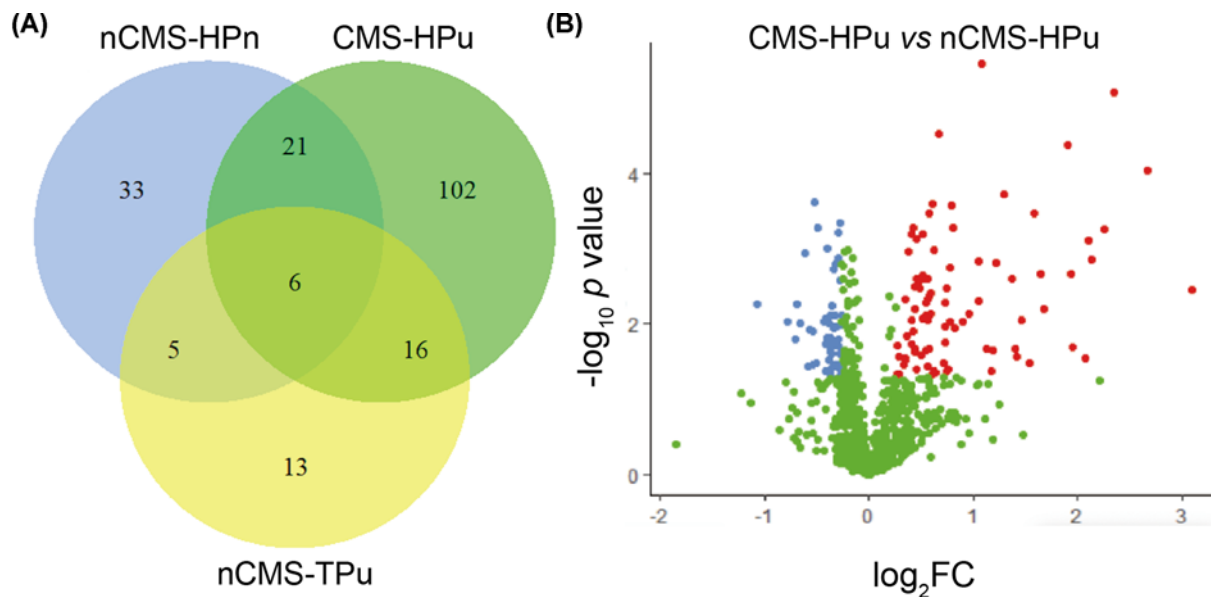 (A)
nCMS-HPn
CMS-HPu
33
21
102
6
5
16
13
nCMS-TPu
(B)
CMS-HPu vs nCMS-HPu
-log10 p value
4
2
0
-2
-1
0
1
2
3
log2FC